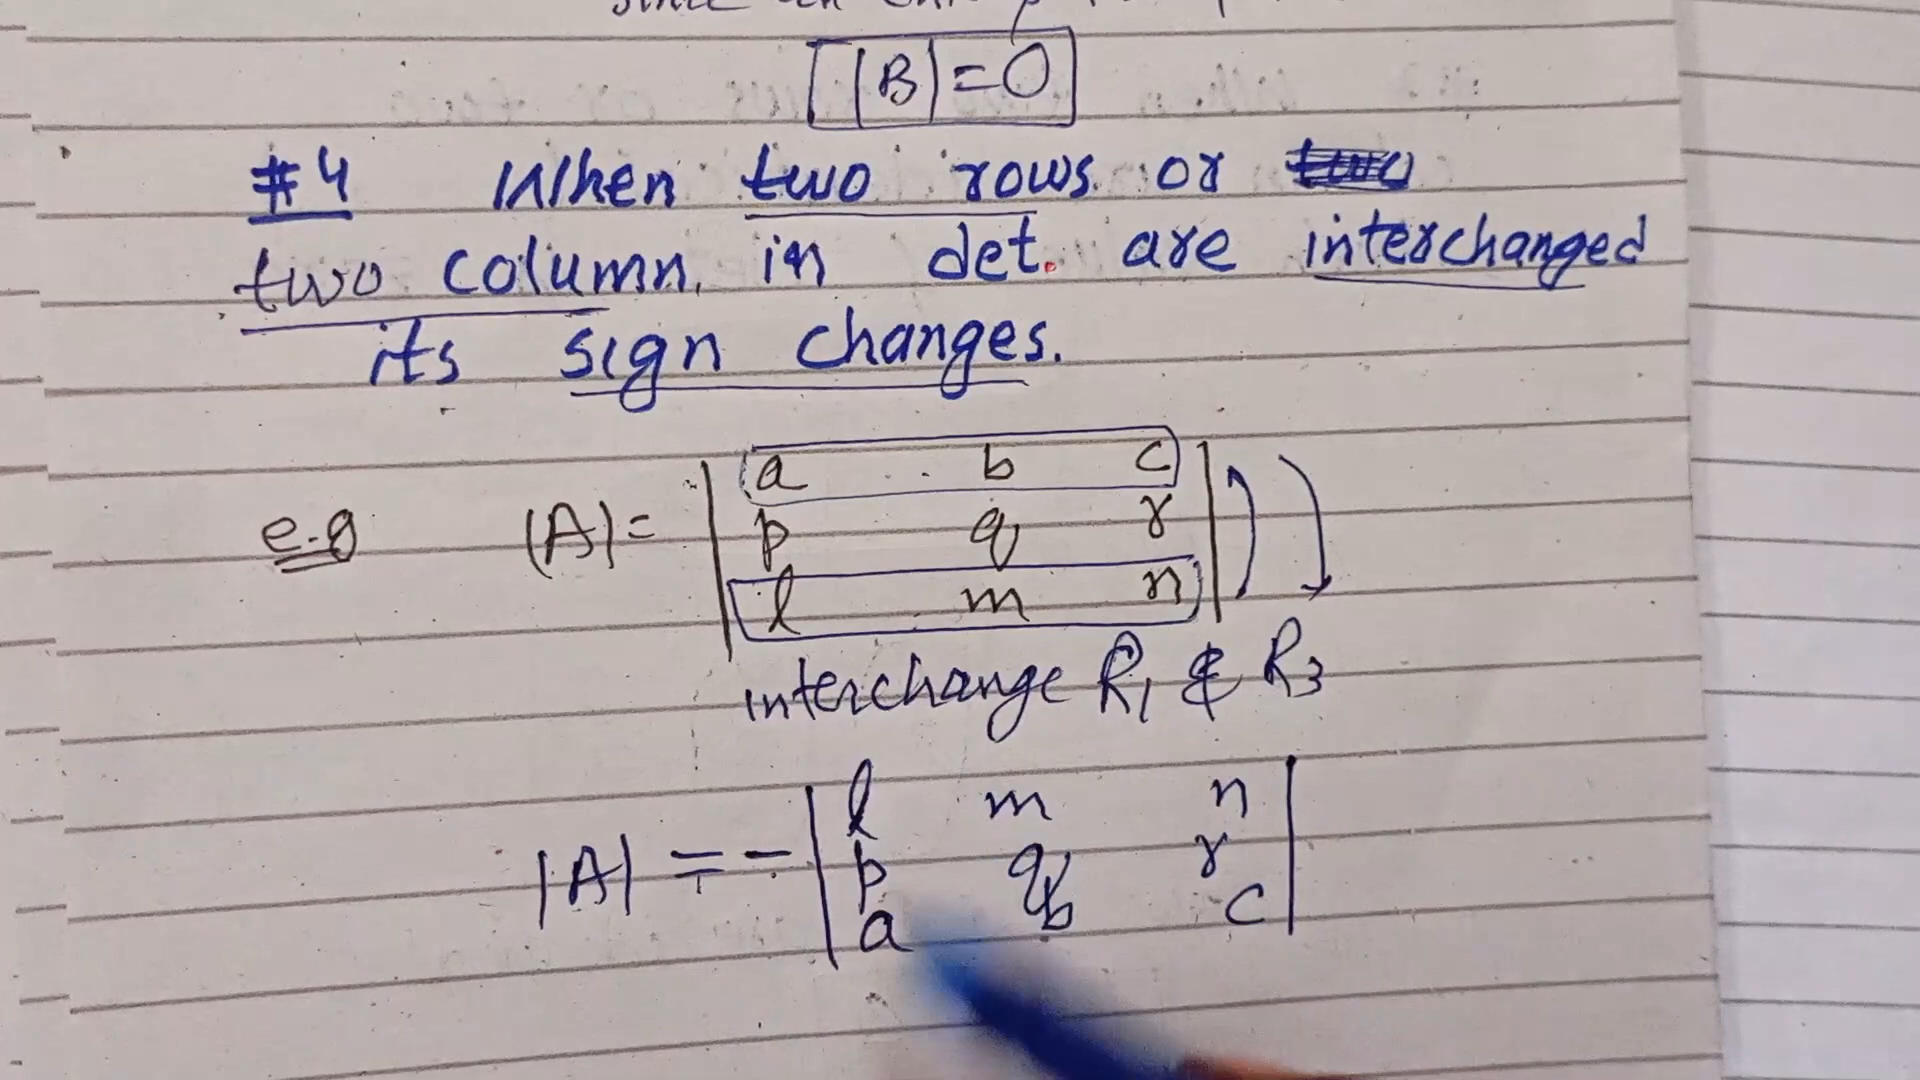 |B|=0
#4 When two rows or
two column in det. are interchanged
its sign changes.
a b c
e.g |A|= p q r
l m n
interchange R1 & R3
l m n
|A| = - p q r
a b c